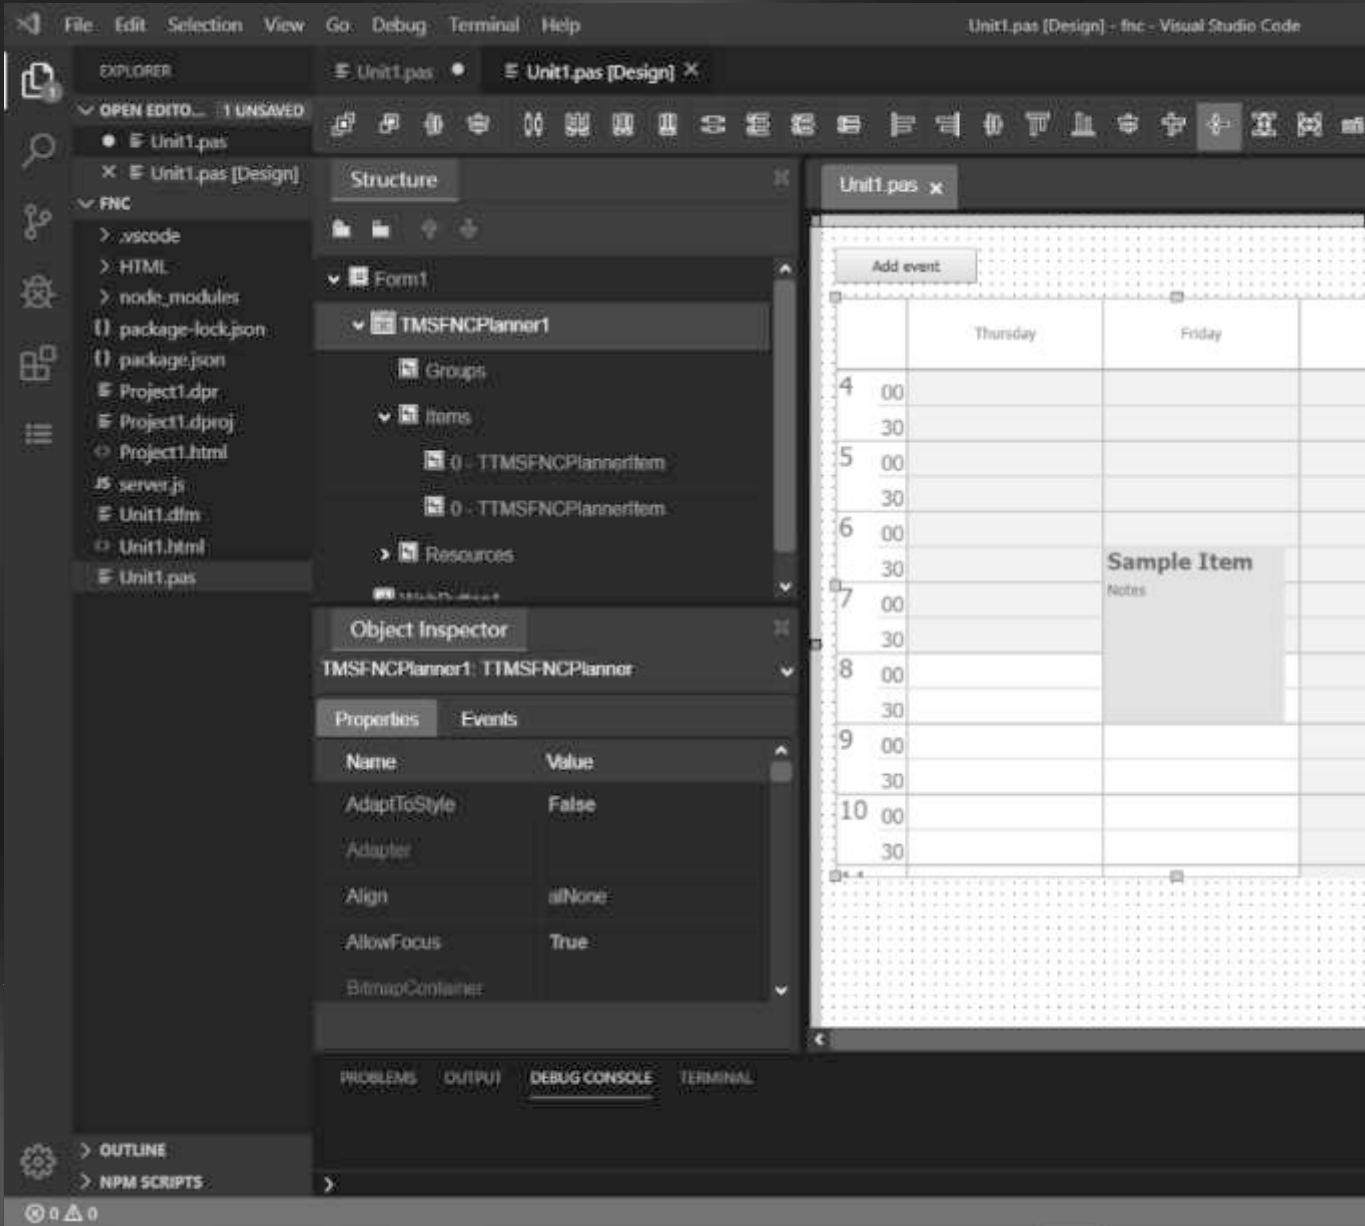 File Edit Selection View Go Debug Terminal Help Unit1.pas [Design] - fnc - Visual Studio Code
EXPLORER
1
OPEN EDITO... 1 UNSAVED
Unit1.pas
Unit1.pas [Design]
FNC
.vscode
HTML
node_modules
{} package-lock.json
{} package.json
Project1.dpr
Project1.dproj
<> Project1.html
JS server.js
Unit1.dfm
<> Unit1.html
Unit1.pas
OUTLINE
NPM SCRIPTS
0 0
Unit1.pas Unit1.pas [Design]
Structure
Form1
TMSFNCPlanner1
Groups
Items
0 - TTMSFNCPlannerItem
0 - TTMSFNCPlannerItem
Resources
WebButton1
Object Inspector
TMSFNCPlanner1: TTMSFNCPlanner
Properties Events
Name Value
AdaptToStyle False
Adapter
Align alNone
AllowFocus True
BitmapContainer
PROBLEMS OUTPUT DEBUG CONSOLE TERMINAL
Unit1.pas
Add event
Thursday Friday
4 00
30
5 00
30
6 00
30
Sample Item
Notes
7 00
30
8 00
30
9 00
30
10 00
30